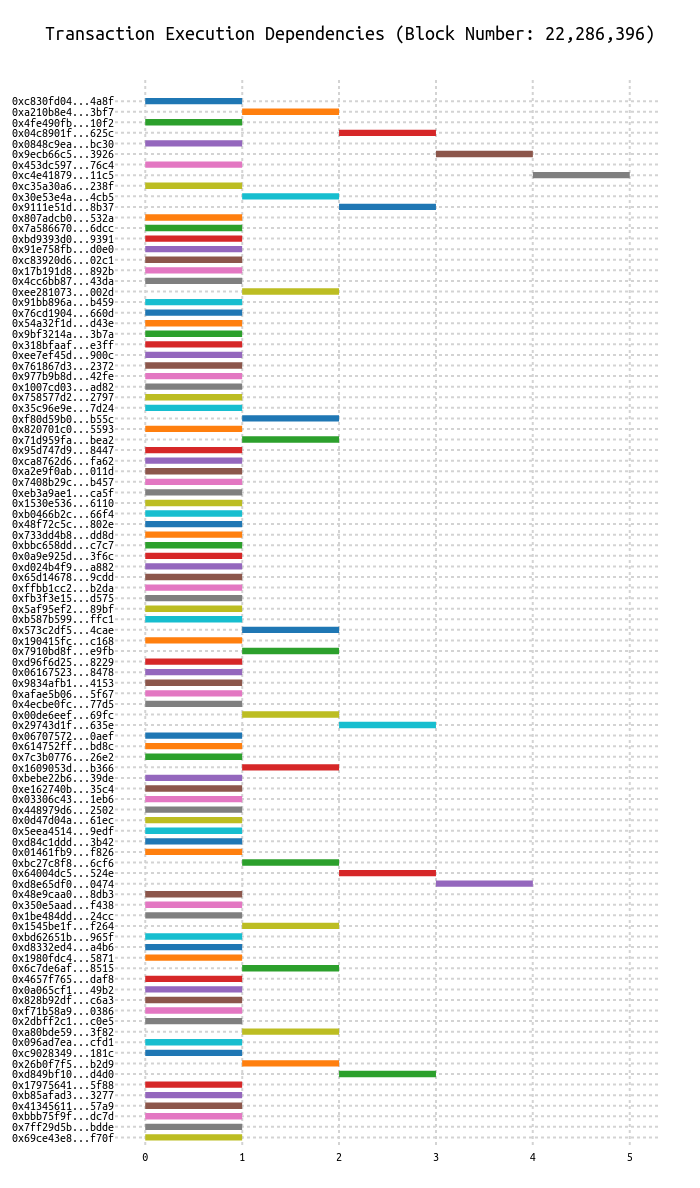 Transaction Execution Dependencies (Block Number: 22,286,396)
0xc830fd04...4a8f
0xa210b8e4...3bf7
0x4fe490fb...10f2
0x04c8901f...625c
0x0848c9ea...bc30
0x9ecb66c5...3926
0x453dc597...76c4
0xc4e41879...11c5
0xc35a30a6...238f
0x30e53e4a...4cb5
0x9111e51d...8b37
0x807adcb0...532a
0x7a586670...6dcc
0xbd9393d0...9391
0x91e758fb...d0e0
0xc83920d6...02c1
0x17b191d8...892b
0x4cc6bb87...43da
0xee281073...002d
0x91bb896a...b459
0x76cd1904...660d
0x54a32f1d...d43e
0x9bf3214a...3b7a
0x318bfaaf...e3ff
0xee7ef45d...900c
0x761867d3...2372
0x977b9b8d...42fe
0x1007cd03...ad82
0x758577d2...2797
0x35c96e9e...7d24
0xf80d59b0...b55c
0x820701c0...5593
0x71d959fa...bea2
0x95d747d9...8447
0xca8762d6...fa62
0xa2e9f0ab...011d
0x7408b29c...b457
0xeb3a9ae1...ca5f
0x1530e536...6110
0xb0466b2c...66f4
0x48f72c5c...802e
0x733dd4b8...dd8d
0xbbc658dd...c7c7
0x0a9e925d...3f6c
0xd024b4f9...a882
0x65d14678...9cdd
0xffbb1cc2...b2da
0xfb3f3e15...d575
0x5af95ef2...89bf
0xb587b599...ffc1
0x573c2df5...4cae
0x190415fc...c168
0x7910bd8f...e9fb
0xd96f6d25...8229
0x06167523...8478
0x9834afb1...4153
0xafae5b06...5f67
0x4ecbe0fc...77d5
0x00de6eef...69fc
0x29743d1f...635e
0x06707572...0aef
0x614752ff...bd8c
0x7c3b0776...26e2
0x1609053d...b366
0xbebe22b6...39de
0xe162740b...35c4
0x03306c43...1eb6
0x448979d6...2502
0x0d47d04a...61ec
0x5eea4514...9edf
0xd84c1ddd...3b42
0x01461fb9...f826
0xbc27c8f8...6cf6
0x64004dc5...524e
0xd8e65df0...0474
0x48e9caa0...8db3
0x350e5aad...f438
0x1be484dd...24cc
0x1545be1f...f264
0xbd62651b...965f
0xd8332ed4...a4b6
0x1980fdc4...5871
0x6c7de6af...8515
0x4657f765...daf8
0x0a065cf1...49b2
0x828b92df...c6a3
0xf71b58a9...0386
0x2dbff2c1...c0e5
0xa80bde59...3f82
0x096ad7ea...cfd1
0xc9028349...181c
0x26b0f7f5...b2d9
0xd849bf10...d4d0
0x17975641...5f88
0xb85afad3...3277
0x41345611...57a9
0xbbb75f9f...dc7d
0x7ff29d5b...bdde
0x69ce43e8...f70f
0 1 2 3 4 5